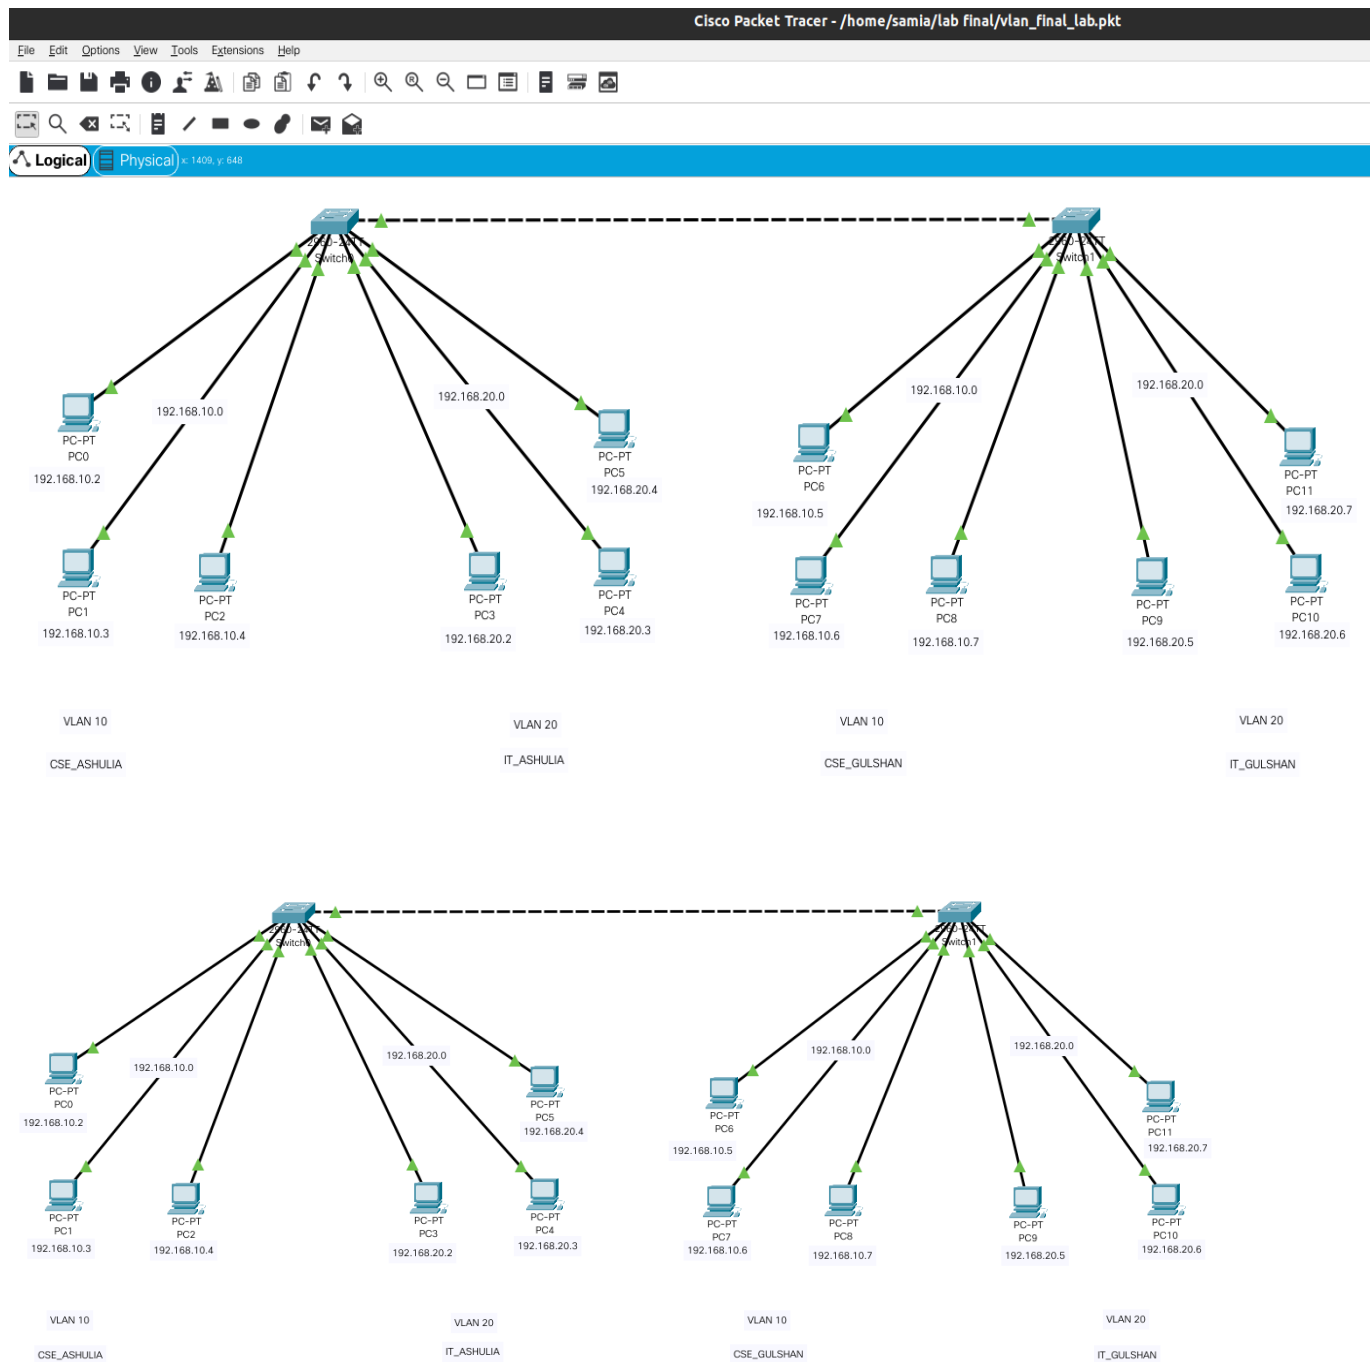 Cisco Packet Tracer - /home/samia/lab final/vlan_final_lab.pkt
File Edit Options View Tools Extensions Help
Logical Physical x: 1409, y: 648
2960-24TT
Switch0
2960-24TT
Switch1
192.168.10.0
192.168.20.0
192.168.10.0
192.168.20.0
PC-PT
PC0
192.168.10.2
PC-PT
PC5
192.168.20.4
PC-PT
PC6
192.168.10.5
PC-PT
PC11
192.168.20.7
PC-PT
PC1
192.168.10.3
PC-PT
PC2
192.168.10.4
PC-PT
PC3
192.168.20.2
PC-PT
PC4
192.168.20.3
PC-PT
PC7
192.168.10.6
PC-PT
PC8
192.168.10.7
PC-PT
PC9
192.168.20.5
PC-PT
PC10
192.168.20.6
VLAN 10
VLAN 20
VLAN 10
VLAN 20
CSE_ASHULIA
IT_ASHULIA
CSE_GULSHAN
IT_GULSHAN
2960-24TT
Switch0
2960-24TT
Switch1
192.168.10.0
192.168.20.0
192.168.10.0
192.168.20.0
PC-PT
PC0
192.168.10.2
PC-PT
PC5
192.168.20.4
PC-PT
PC6
192.168.10.5
PC-PT
PC11
192.168.20.7
PC-PT
PC1
192.168.10.3
PC-PT
PC2
192.168.10.4
PC-PT
PC3
192.168.20.2
PC-PT
PC4
192.168.20.3
PC-PT
PC7
192.168.10.6
PC-PT
PC8
192.168.10.7
PC-PT
PC9
192.168.20.5
PC-PT
PC10
192.168.20.6
VLAN 10
VLAN 20
VLAN 10
VLAN 20
CSE_ASHULIA
IT_ASHULIA
CSE_GULSHAN
IT_GULSHAN